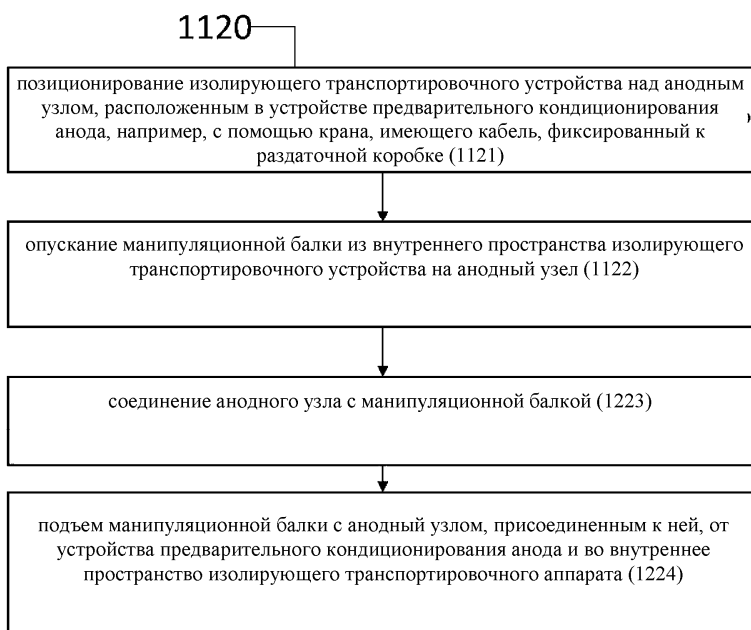 1120
позиционирование изолирующего транспортировочного устройства над анодным
узлом, расположенным в устройстве предварительного кондиционирования
анода, например, с помощью крана, имеющего кабель, фиксированный к
раздаточной коробке (1121)
опускание манипуляционной балки из внутреннего пространства изолирующего
транспортировочного устройства на анодный узел (1122)
соединение анодного узла с манипуляционной балкой (1223)
подъем манипуляционной балки с анодный узлом, присоединенным к ней, от
устройства предварительного кондиционирования анода и во внутреннее
пространство изолирующего транспортировочного аппарата (1224)